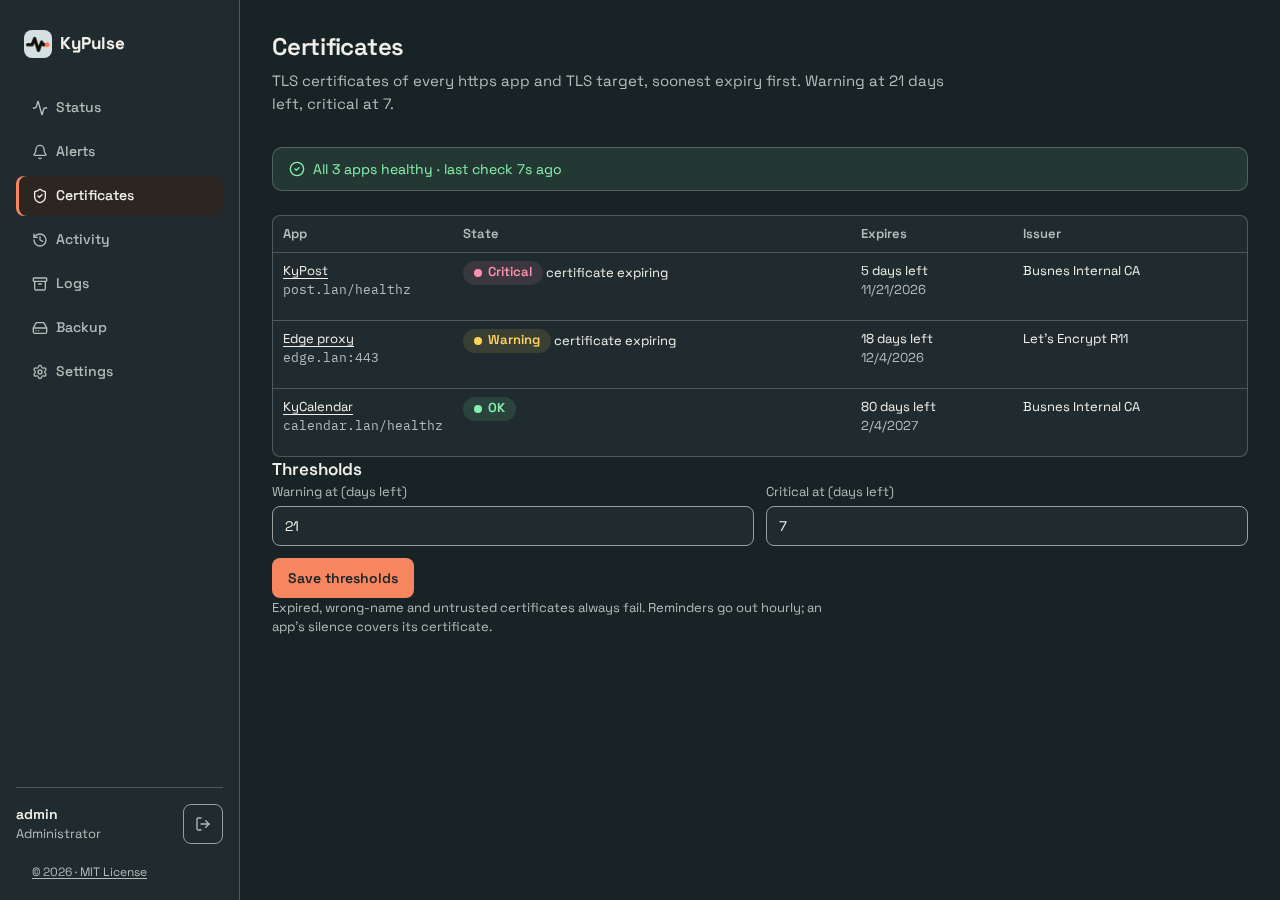 KyPulse
Status
Alerts
Certificates
Activity
Logs
Backup
Settings
admin
Administrator
© 2026 · MIT License
Certificates
TLS certificates of every https app and TLS target, soonest expiry first. Warning at 21 days
left, critical at 7.
All 3 apps healthy · last check 7s ago
App State Expires Issuer
KyPost Critical certificate expiring 5 days left Busnes Internal CA
post.lan/healthz 11/21/2026
Edge proxy Warning certificate expiring 18 days left Let's Encrypt R11
edge.lan:443 12/4/2026
KyCalendar OK 80 days left Busnes Internal CA
calendar.lan/healthz 2/4/2027
Thresholds
Warning at (days left) Critical at (days left)
21 7
Save thresholds
Expired, wrong-name and untrusted certificates always fail. Reminders go out hourly; an
app's silence covers its certificate.